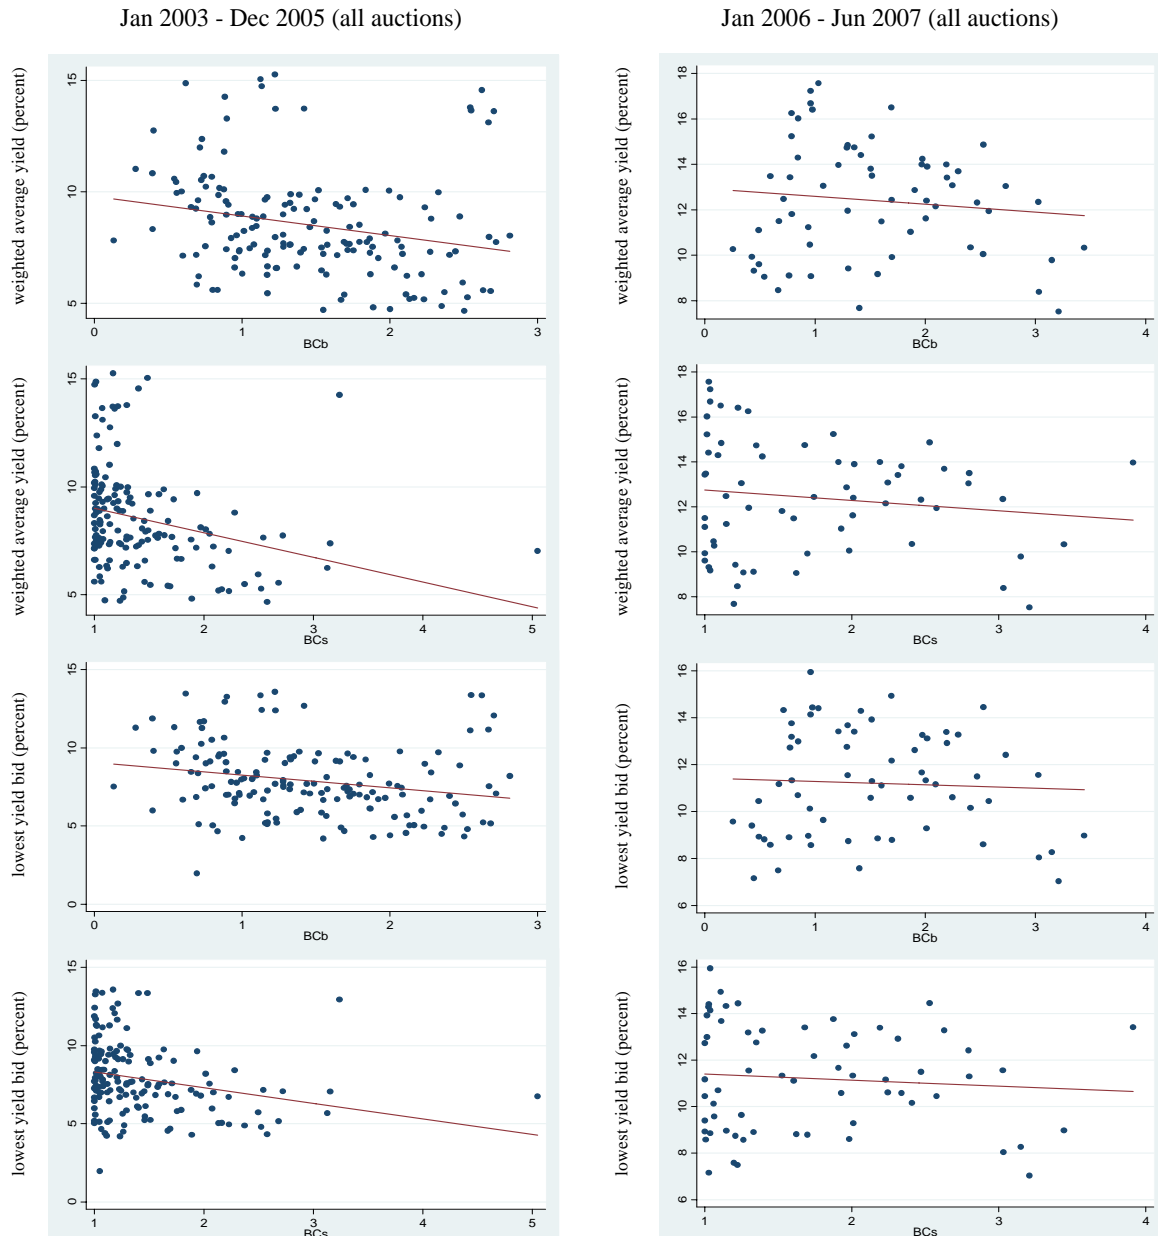 Jan 2003 - Dec 2005 (all auctions)
Jan 2006 - Jun 2007 (all auctions)
weighted average yield (percent)
15
10
5
0 1 2 3
BCb
weighted average yield (percent)
18
16
14
12
10
8
0 1 2 3 4
BCb
weighted average yield (percent)
15
10
5
1 2 3 4 5
BCs
weighted average yield (percent)
18
16
14
12
10
8
1 2 3 4
BCs
lowest yield bid (percent)
15
10
5
0
0 1 2 3
BCb
lowest yield bid (percent)
16
14
12
10
8
6
0 1 2 3 4
BCb
lowest yield bid (percent)
15
10
5
0
1 2 3 4 5
BCs
lowest yield bid (percent)
16
14
12
10
8
6
1 2 3 4
BCs